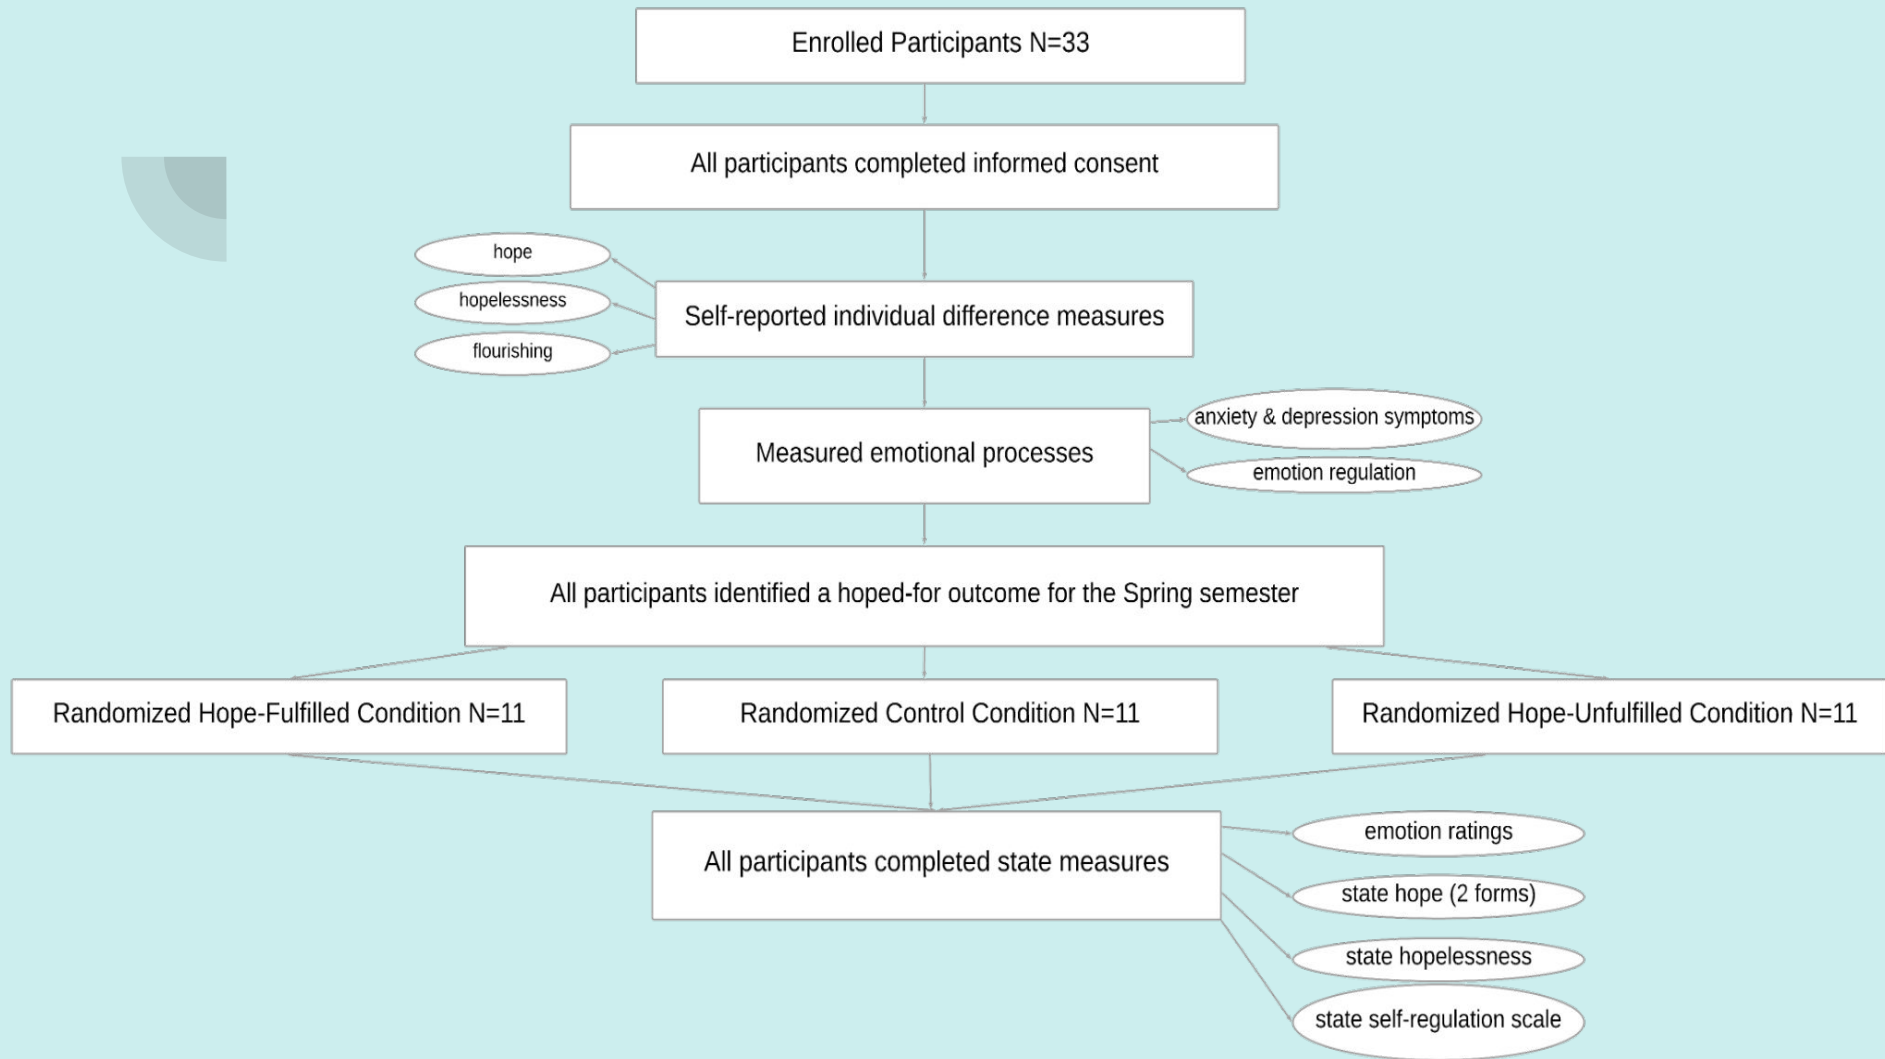 Enrolled Participants N=33
All participants completed informed consent
hope
hopelessness
flourishing
Self-reported individual difference measures
Measured emotional processes
anxiety & depression symptoms
emotion regulation
All participants identified a hoped-for outcome for the Spring semester
Randomized Hope-Fulfilled Condition N=11
Randomized Control Condition N=11
Randomized Hope-Unfulfilled Condition N=11
All participants completed state measures
emotion ratings
state hope (2 forms)
state hopelessness
state self-regulation scale